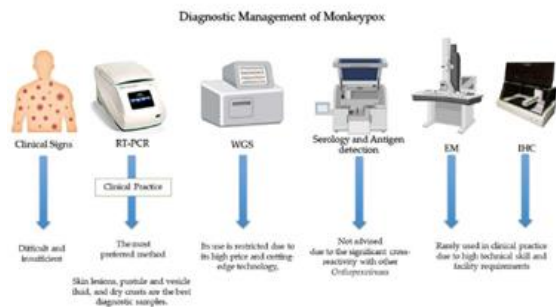 Diagnostic Management of Monkeypox
Clinical Signs
RT-PCR
WGS
Serology and Antigen
detection
EM
IHC
Clinical Practice
Difficult and
insufficient
The most
preferred method
Skin lesions, pustule and vesicle
fluid, and dry crusts are the best
diagnostic samples.
Its use is restricted due to
its high price and cutting-
edge technology.
Not advised
due to the significant cross-
reactivity with other
Orthopoxvirus
Rarely used in clinical practice
due to high technical skill and
facility requirements